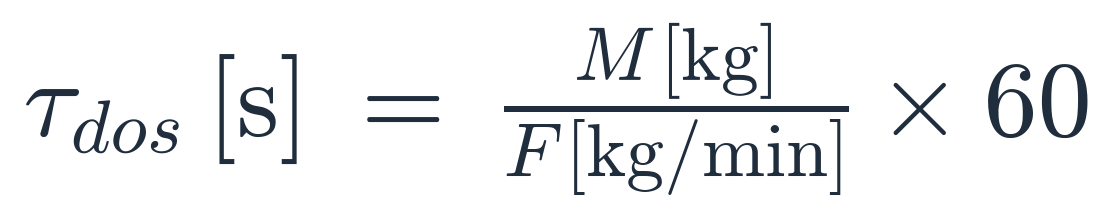 τ_dos [s] = M[kg] / F[kg/min] × 60